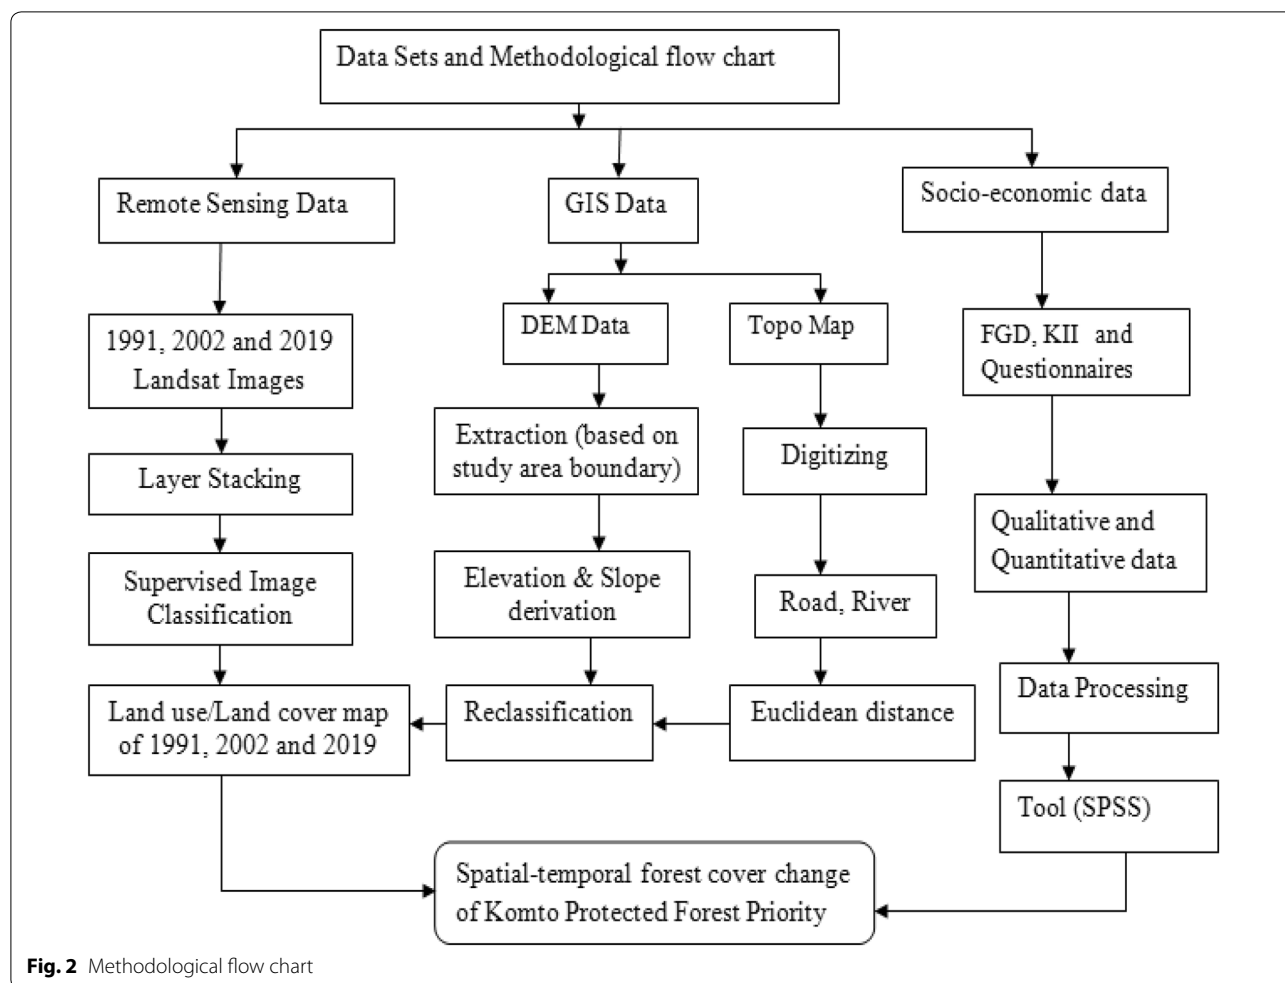 Data Sets and Methodological flow chart
Remote Sensing Data
GIS Data
Socio-economic data
DEM Data
Topo Map
1991, 2002 and 2019
Landsat Images
FGD, KII and
Questionnaires
Extraction (based on
study area boundary)
Digitizing
Layer Stacking
Qualitative and
Quantitative data
Supervised Image
Classification
Elevation & Slope
derivation
Road, River
Data Processing
Land use/Land cover map
of 1991, 2002 and 2019
Reclassification
Euclidean distance
Tool (SPSS)
Spatial-temporal forest cover change
of Komto Protected Forest Priority
Fig. 2 Methodological flow chart